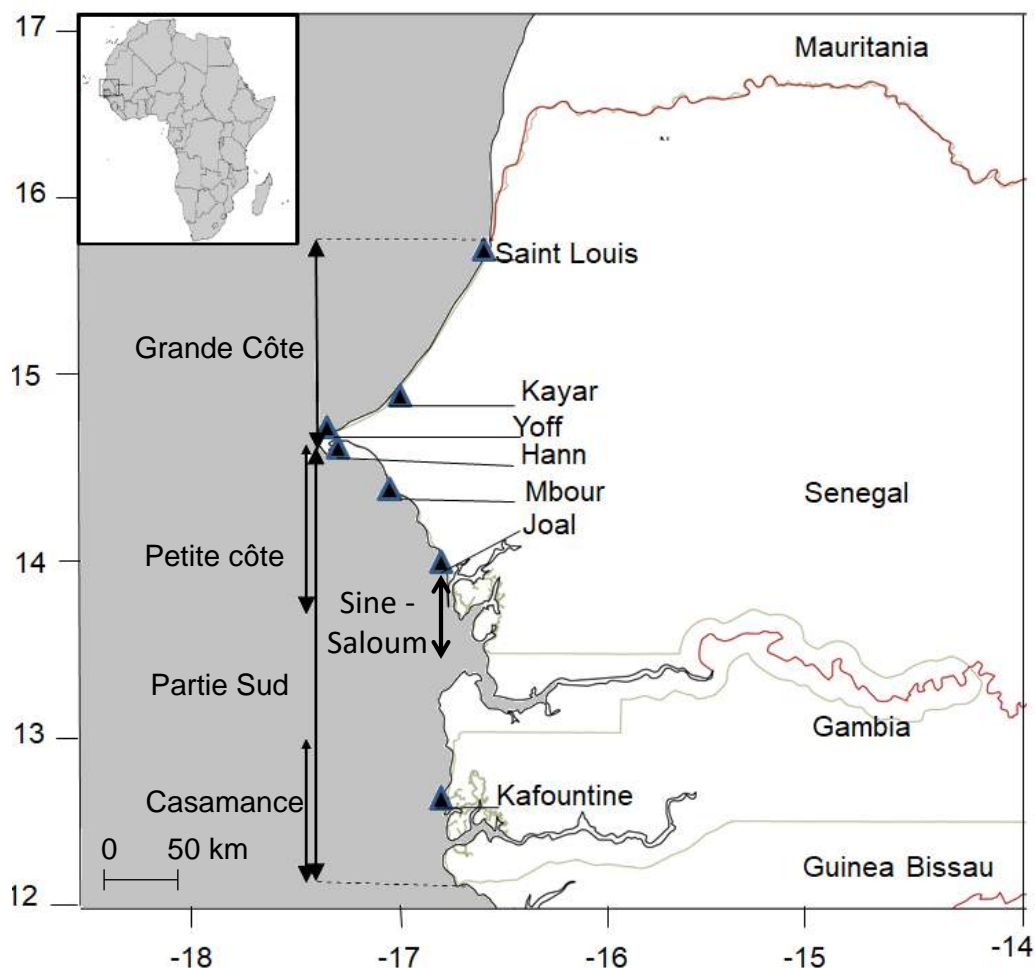 17
Mauritania
16
Saint Louis
Grande Côte
15
Kayar
Yoff
Hann
Mbour
Senegal
Joal
Petite côte
14
Sine -
Saloum
Partie Sud
13
Gambia
Casamance
Kafountine
0 50 km
Guinea Bissau
12
-18 -17 -16 -15 -14